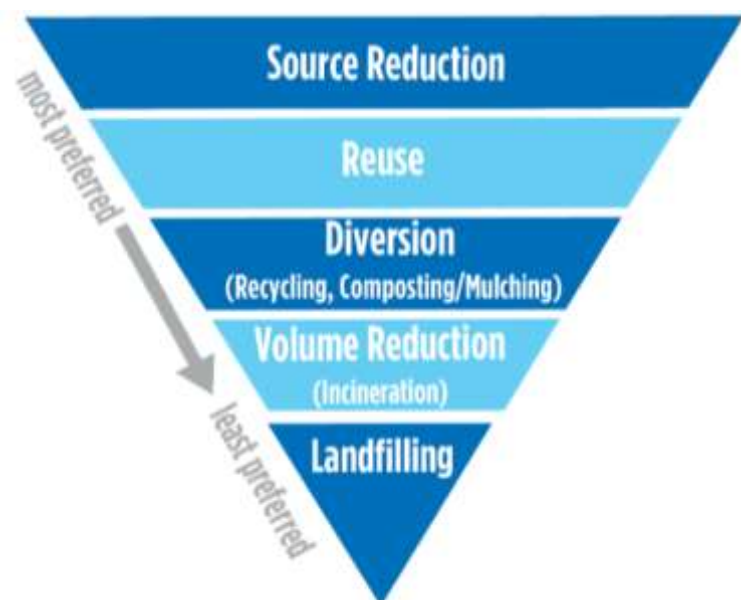 Source Reduction
most preferred
Reuse
Diversion
(Recycling, Composting/Mulching)
Volume Reduction
(Incineration)
least preferred
Landfilling